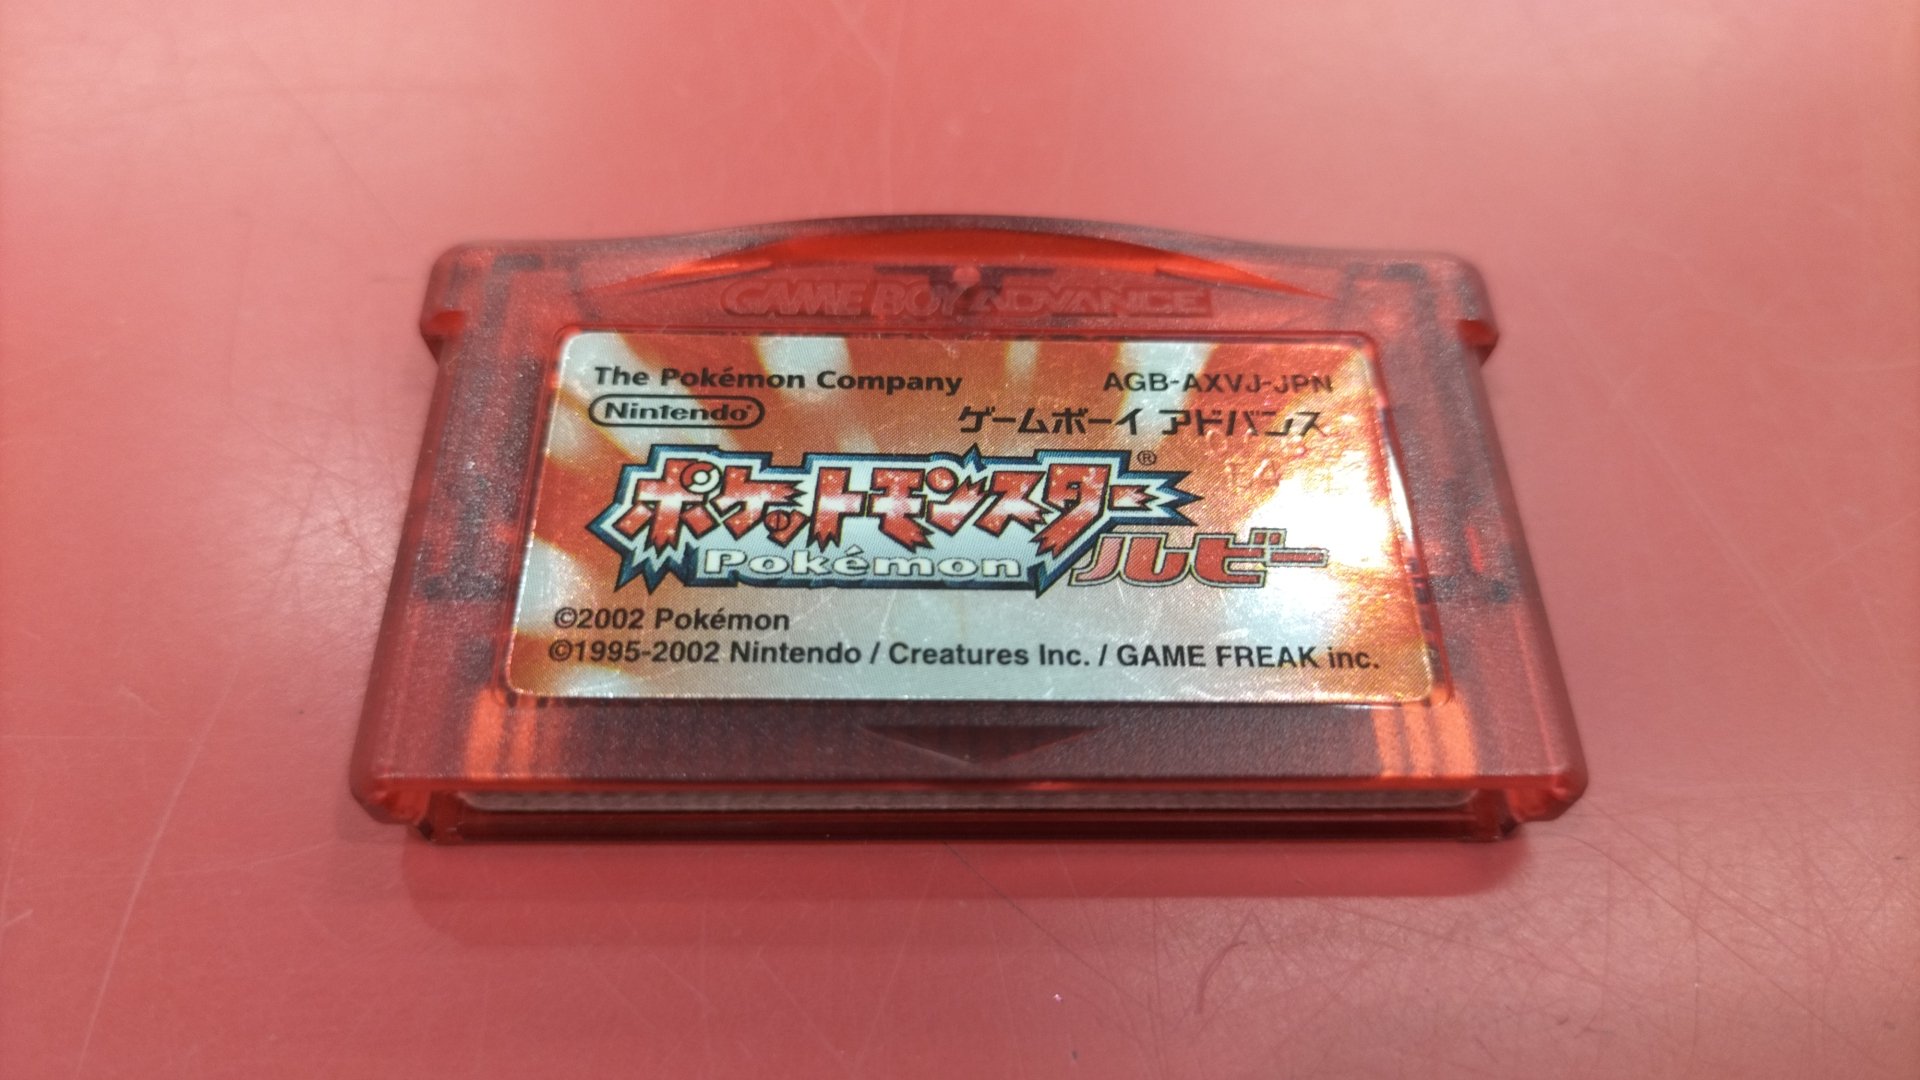 GAME BOY ADVANCE
The Pokémon Company AGB-AXVJ-JPN
Nintendo® ゲームボーイ アドバンス
ポケットモンスター®
Pokémon ルビー
©2002 Pokémon
©1995-2002 Nintendo / Creatures Inc. / GAME FREAK inc.